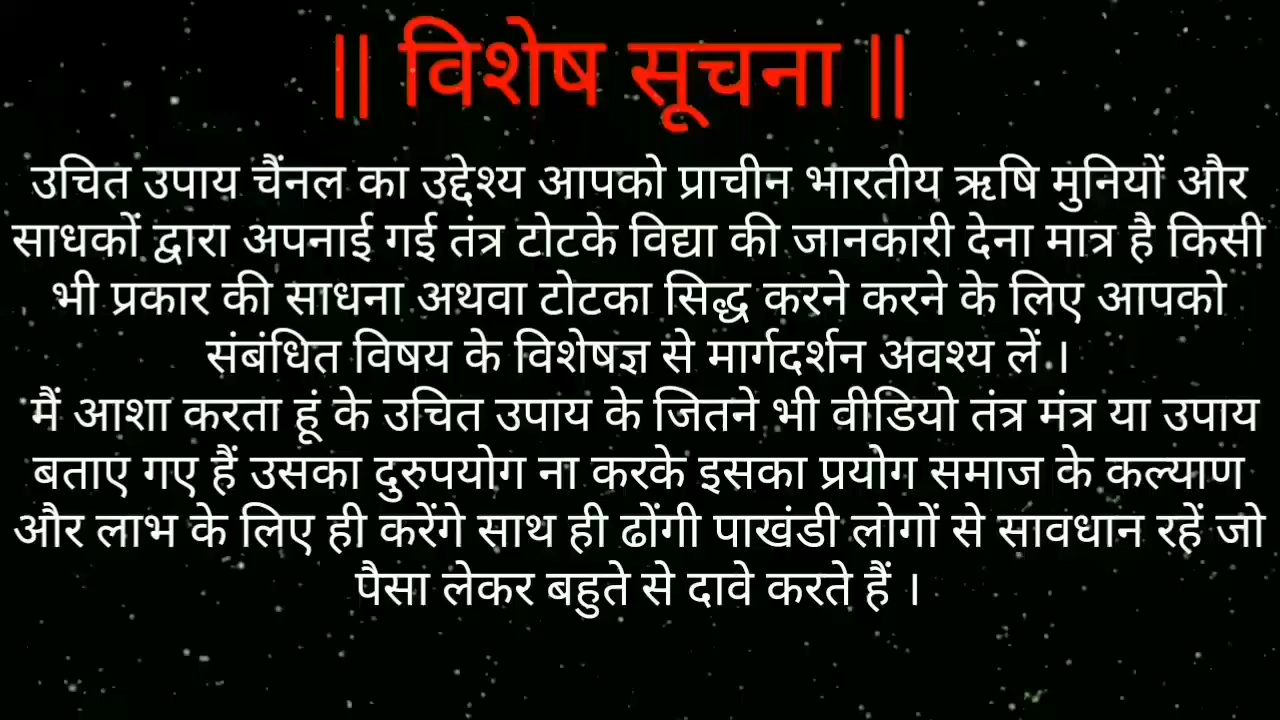 || विशेष सूचना ||
उचित उपाय चैंनल का उद्देश्य आपको प्राचीन भारतीय ऋषि मुनियों और
साधकों द्वारा अपनाई गई तंत्र टोटके विद्या की जानकारी देना मात्र है किसी
भी प्रकार की साधना अथवा टोटका सिद्ध करने करने के लिए आपको
संबंधित विषय के विशेषज्ञ से मार्गदर्शन अवश्य लें ।
मैं आशा करता हूं के उचित उपाय के जितने भी वीडियो तंत्र मंत्र या उपाय
बताए गए हैं उसका दुरुपयोग ना करके इसका प्रयोग समाज के कल्याण
और लाभ के लिए ही करेंगे साथ ही ढोंगी पाखंडी लोगों से सावधान रहें जो
पैसा लेकर बहुते से दावे करते हैं ।